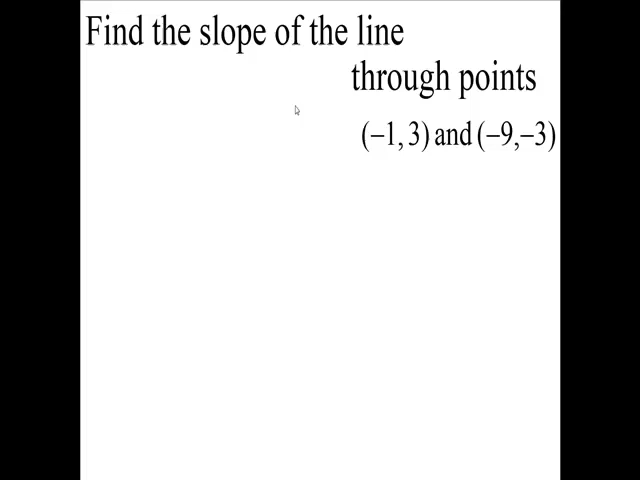 Find the slope of the line
through points
(−1, 3) and (−9,−3)